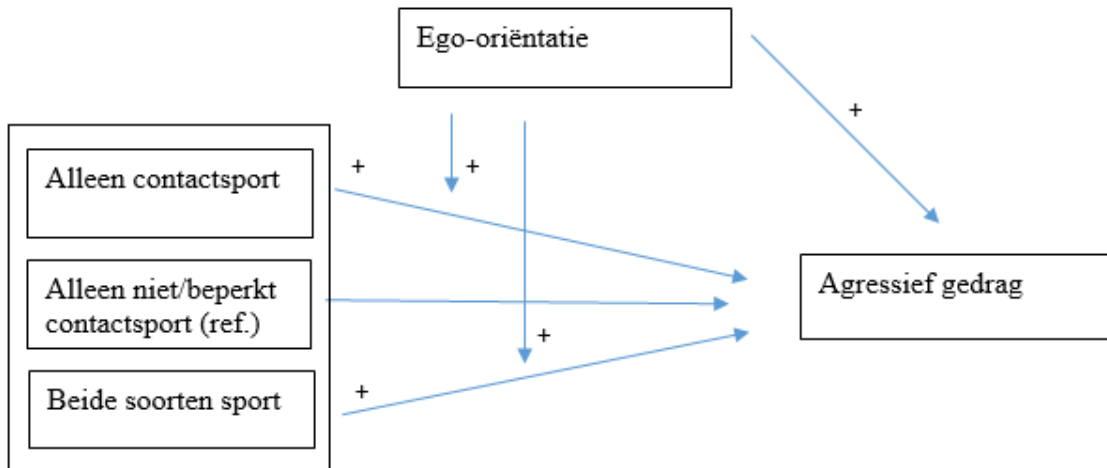 Ego-oriëntatie
+
Alleen contactsport
+
+
Alleen niet/beperkt
contactsport (ref.)
Agressief gedrag
+
Beide soorten sport
+